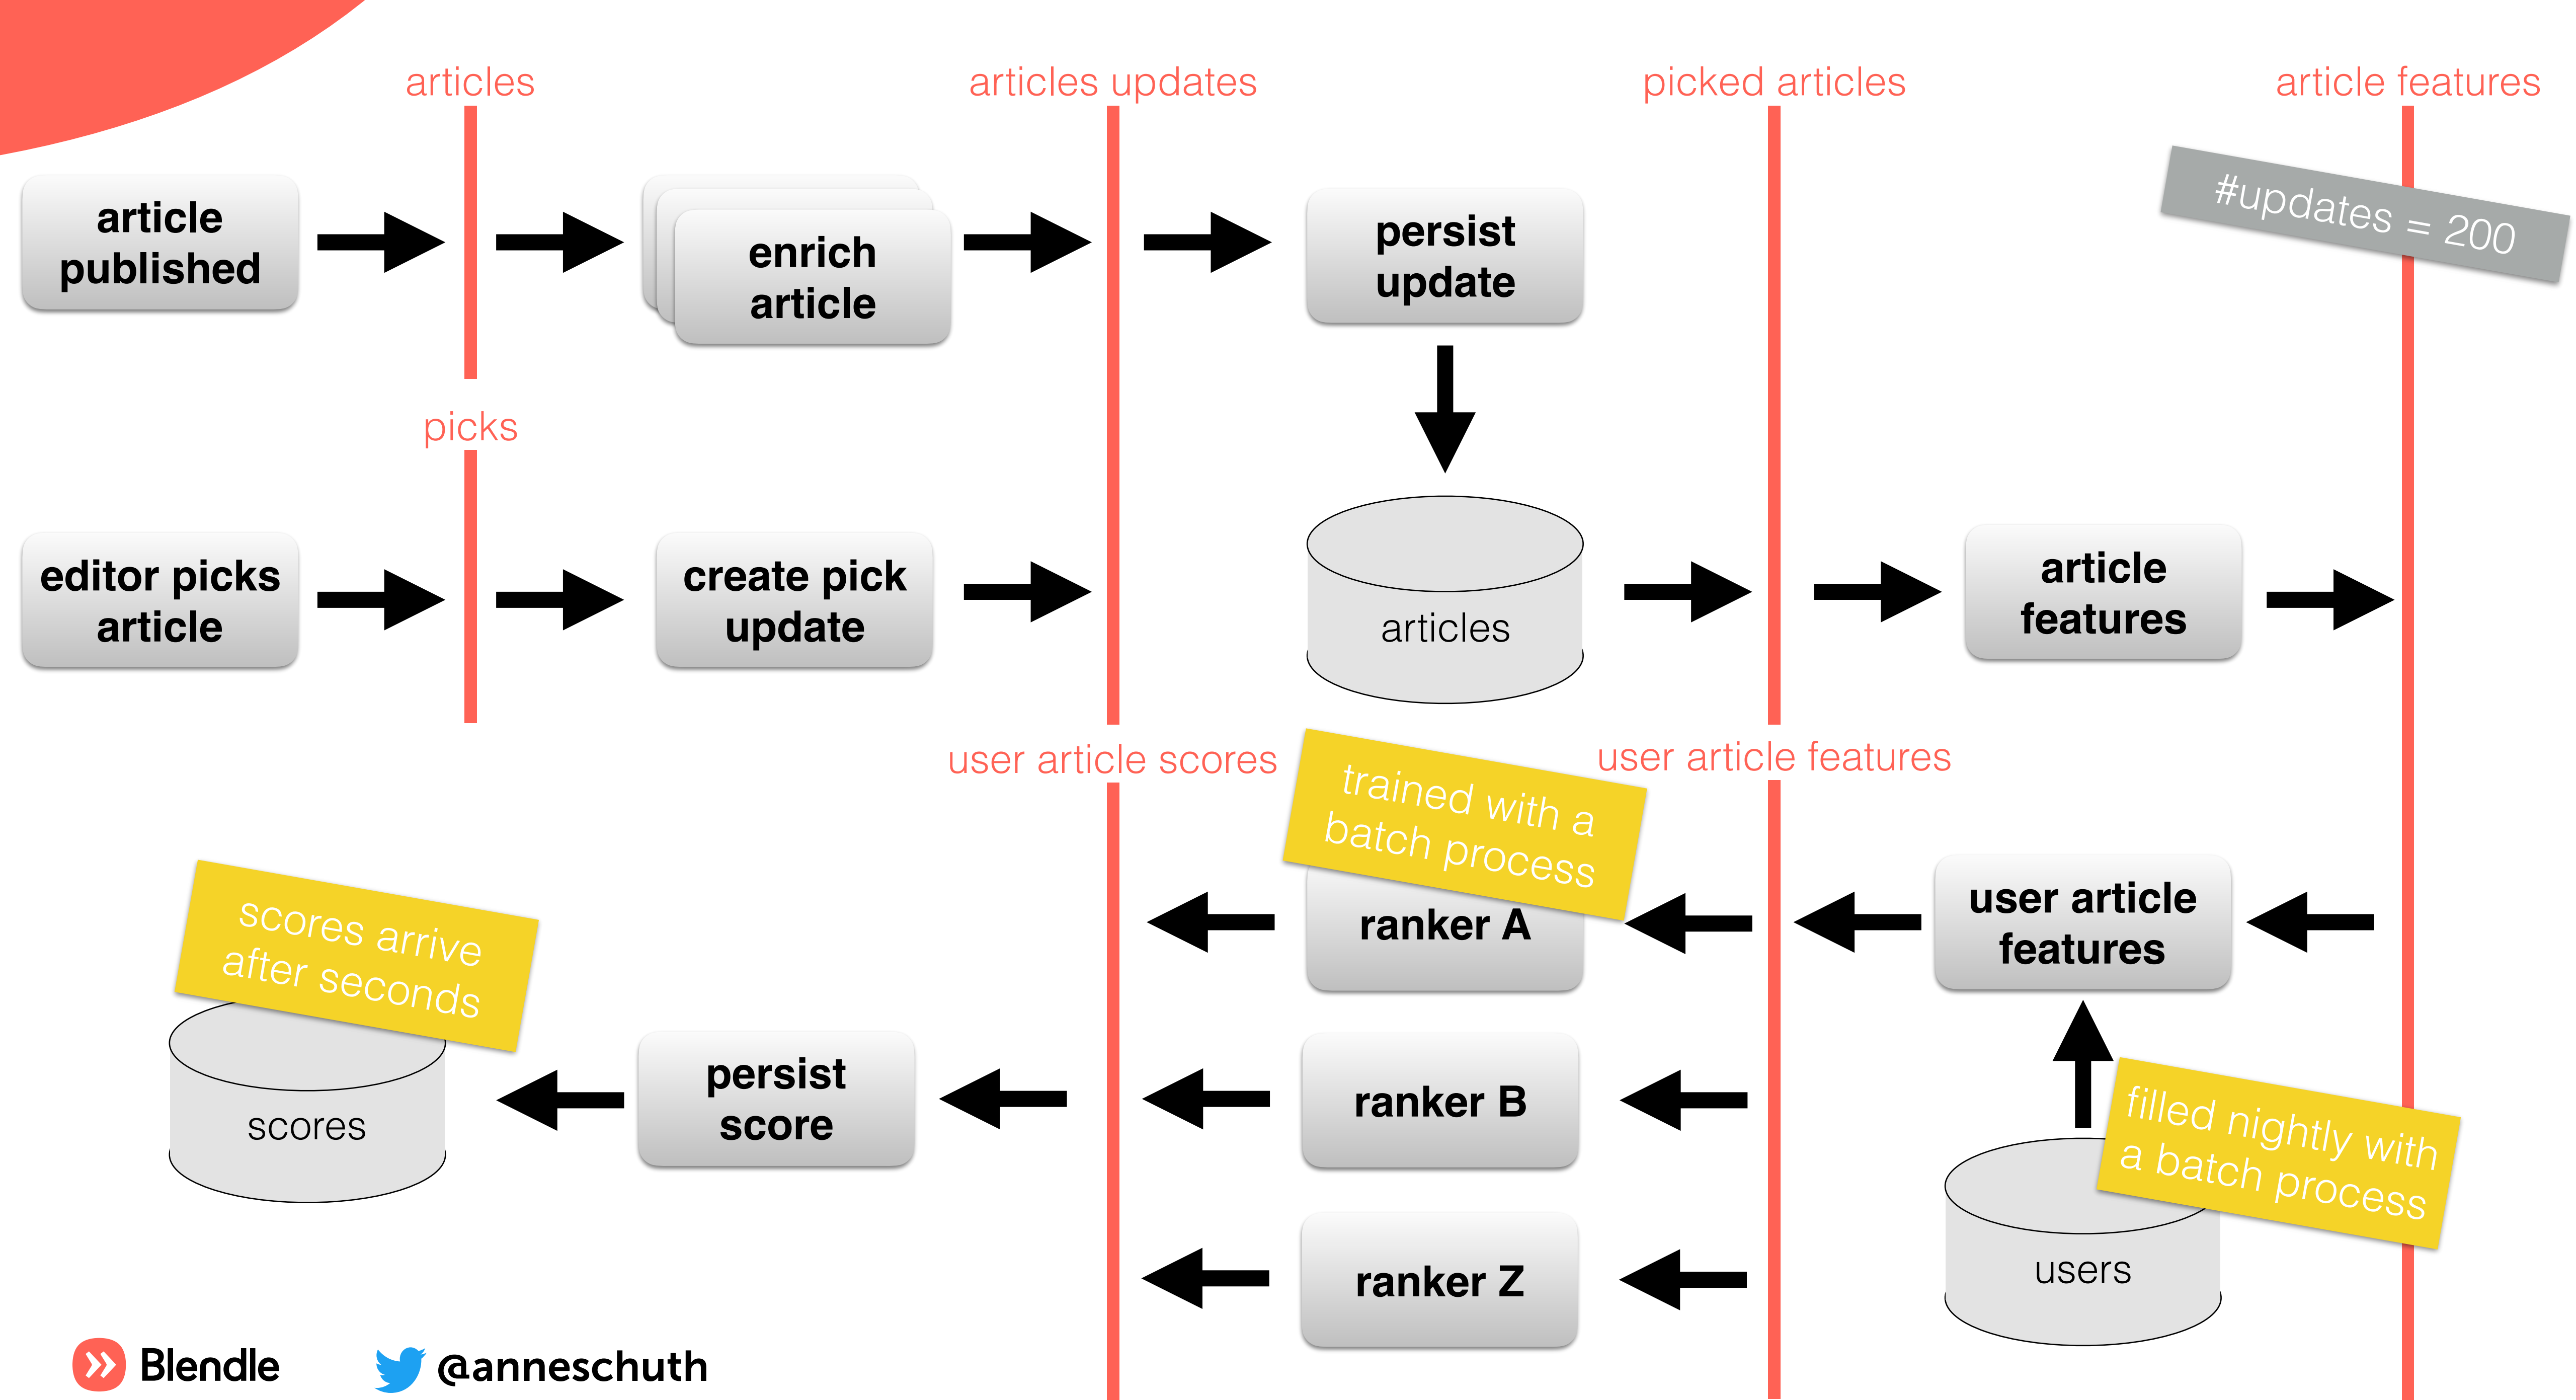 articles
articles updates
picked articles
article features
#updates = 200
article
published
enrich
article
persist
update
picks
editor picks
article
create pick
update
articles
article
features
user article scores
trained with a
batch process
user article features
scores arrive
after seconds
ranker A
user article
features
scores
persist
score
ranker B
filled nightly with
a batch process
users
ranker Z
Blendle
@anneschuth